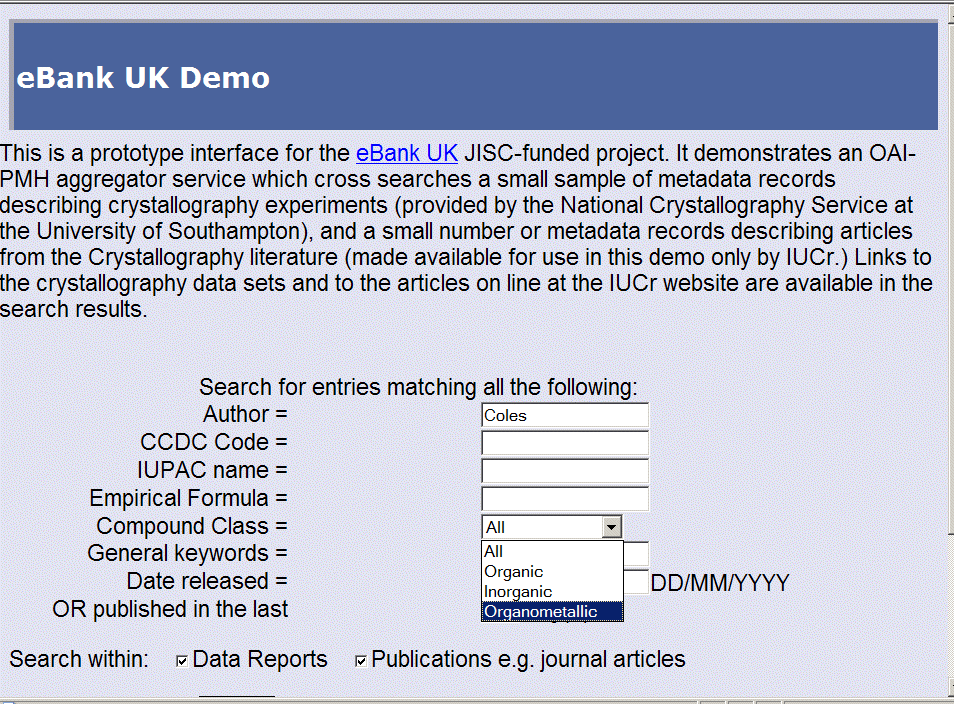 eBank UK Demo
This is a prototype interface for the eBank UK JISC-funded project. It demonstrates an OAI-
PMH aggregator service which cross searches a small sample of metadata records
describing crystallography experiments (provided by the National Crystallography Service at
the University of Southampton), and a small number or metadata records describing articles
from the Crystallography literature (made available for use in this demo only by IUCr.) Links to
the crystallography data sets and to the articles on line at the IUCr website are available in the
search results.
Search for entries matching all the following:
Author = Coles
CCDC Code =
IUPAC name =
Empirical Formula =
Compound Class = All
All
General keywords =
Organic
Date released = DD/MM/YYYY
Inorganic
OR published in the last
Organometallic
Search within: Data Reports Publications e.g. journal articles